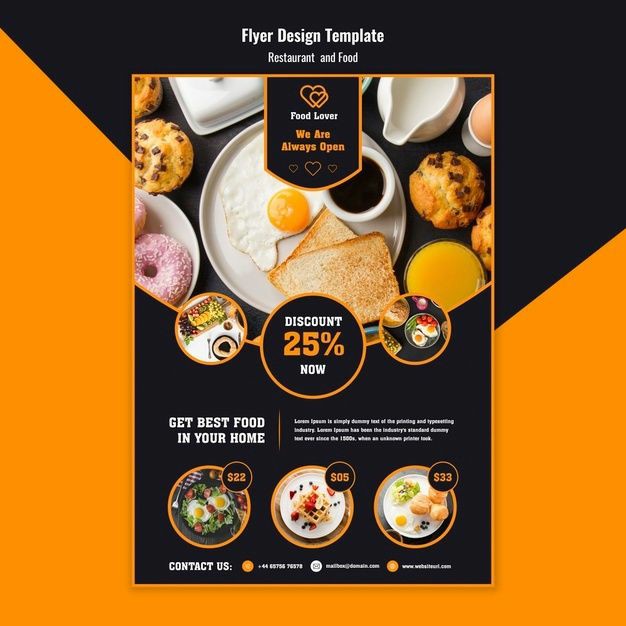 Flyer Design Template
Restaurant and Food
Food Lover
We Are
Always Open
DISCOUNT
25%
NOW
GET BEST FOOD
IN YOUR HOME
Lorem Ipsum is simply dummy text of the printing and typesetting
industry. Lorem Ipsum has been the industry's standard dummy
text ever since the 1500s, when an unknown printer took.
$22
$05
$33
CONTACT US:
+44 65756 76578
mailbox@domain.com
www.websiteurl.com